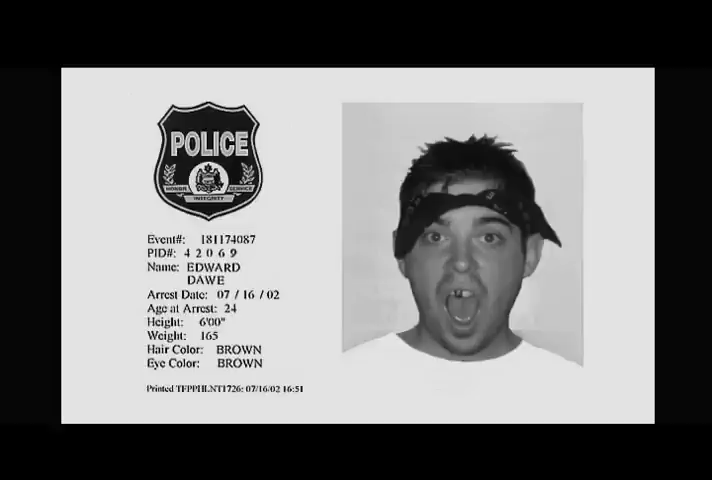 POLICE
HONOR
SERVICE
INTEGRITY
Event#: 181174087
PID#: 4 2 0 6 9
Name: EDWARD
DAWE
Arrest Date: 07 / 16 / 02
Age at Arrest: 24
Height: 6'00"
Weight: 165
Hair Color: BROWN
Eye Color: BROWN
Printed TFPPHLNT1726: 07/16/02 16:51